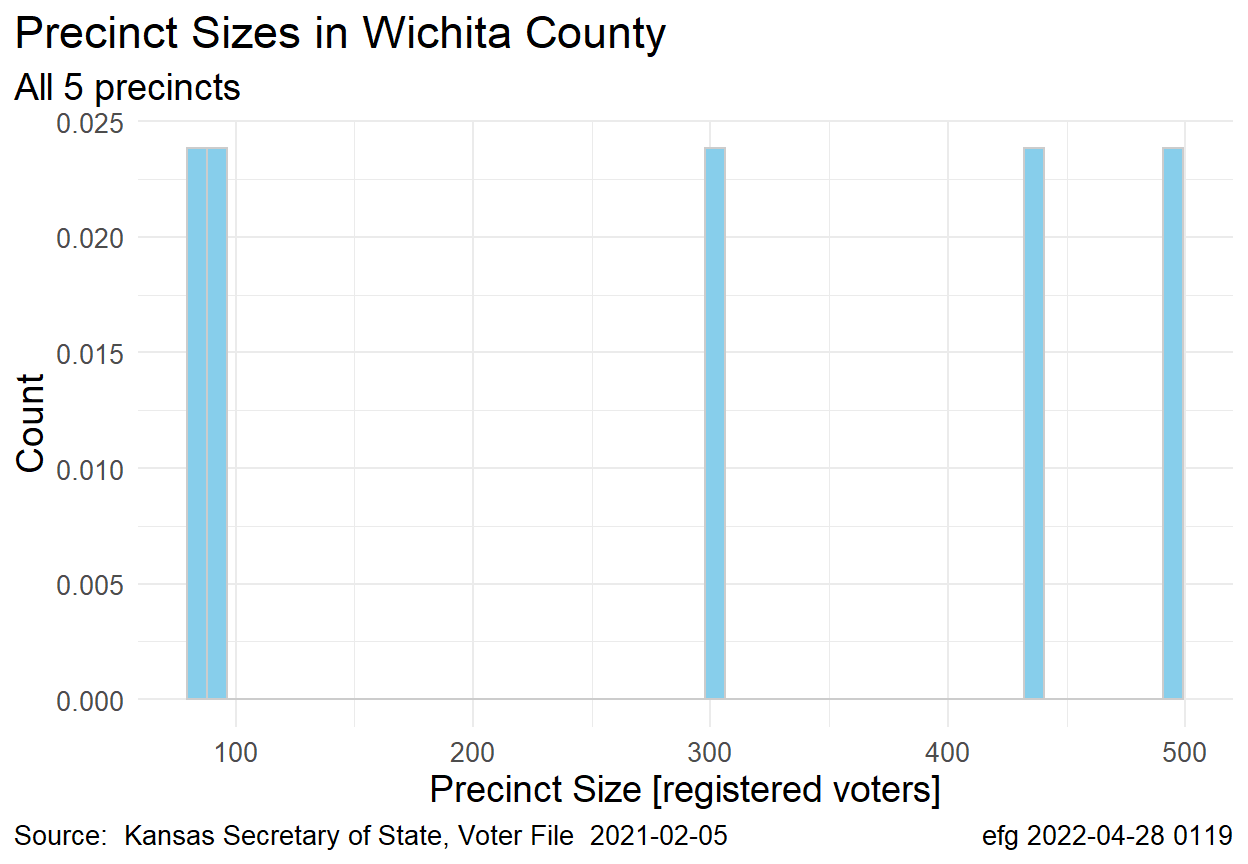 Precinct Sizes in Wichita County
All 5 precincts
0.025
0.020
0.015
0.010
0.005
0.000
Count
100 200 300 400 500
Precinct Size [registered voters]
Source:  Kansas Secretary of State, Voter File  2021-02-05
efg 2022-04-28 0119